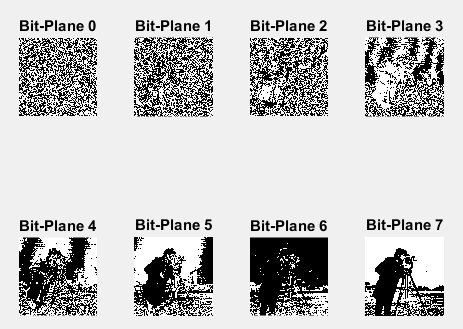 Bit-Plane 0
Bit-Plane 1
Bit-Plane 2
Bit-Plane 3
Bit-Plane 4
Bit-Plane 5
Bit-Plane 6
Bit-Plane 7